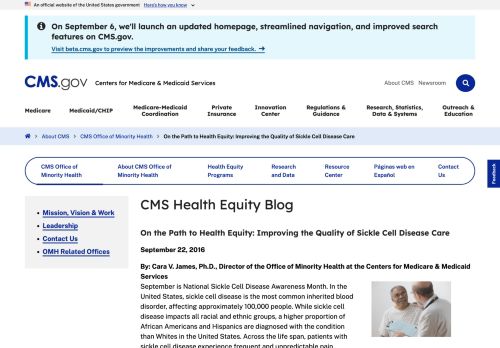 An official website of the United States government Here's how you know
On September 6, we'll launch an updated homepage, streamlined navigation, and improved search
features on CMS.gov.
Visit beta.cms.gov to preview the improvements and share your feedback.
CMS.gov Centers for Medicare & Medicaid Services
About CMS Newsroom
Medicare
Medicaid/CHIP
Medicare-Medicaid
Coordination
Private
Insurance
Innovation
Center
Regulations &
Guidance
Research, Statistics,
Data & Systems
Outreach &
Education
About CMS
CMS Office of Minority Health
On the Path to Health Equity: Improving the Quality of Sickle Cell Disease Care
CMS Office of
Minority Health
About CMS Office of
Minority Health
Health Equity
Programs
Research
and Data
Resource
Center
Páginas web en
Español
Contact
Us
Feedback
Mission, Vision & Work
Leadership
Contact Us
OMH Related Offices
CMS Health Equity Blog
On the Path to Health Equity: Improving the Quality of Sickle Cell Disease Care
September 22, 2016
By: Cara V. James, Ph.D., Director of the Office of Minority Health at the Centers for Medicare & Medicaid
Services
September is National Sickle Cell Disease Awareness Month. In the
United States, sickle cell disease is the most common inherited blood
disorder, affecting approximately 100,000 people. While sickle cell
disease impacts all racial and ethnic groups, a higher proportion of
African Americans and Hispanics are diagnosed with the condition
than Whites in the United States. Across the life span, patients with
sickle cell disease experience frequent and unpredictable pain